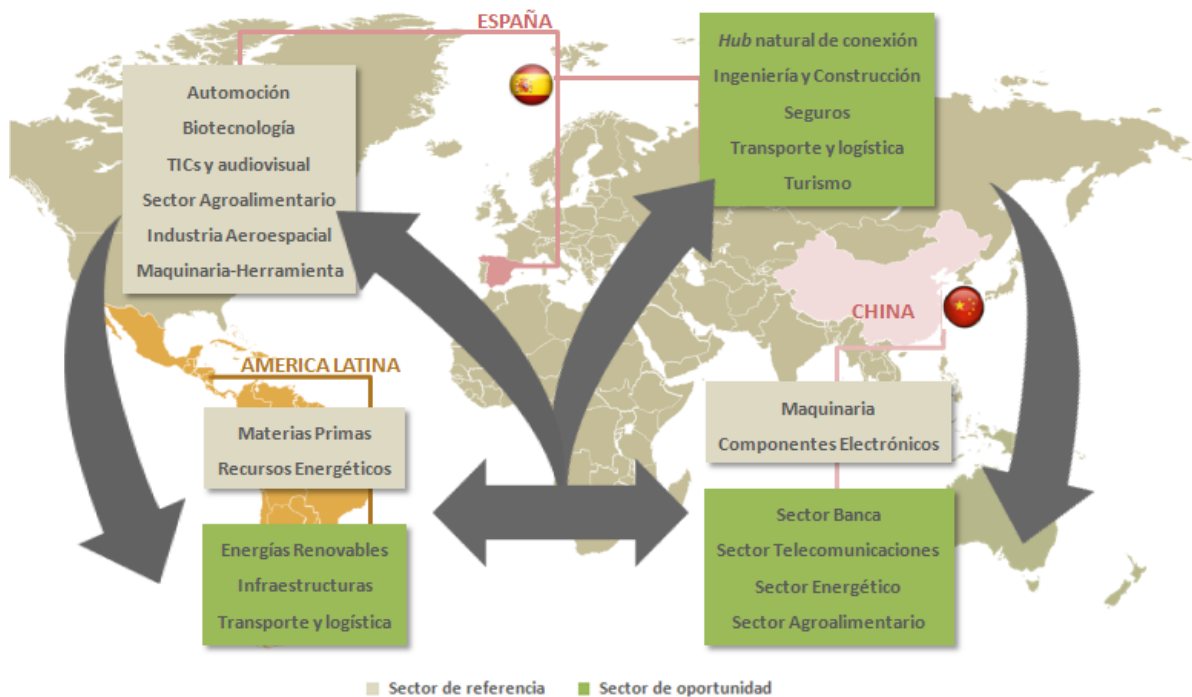 ESPAÑA
Automoción
Biotecnología
TICs y audiovisual
Sector Agroalimentario
Industria Aeroespacial
Maquinaria-Herramienta
Hub natural de conexión
Ingeniería y Construcción
Seguros
Transporte y logística
Turismo
AMERICA LATINA
Materias Primas
Recursos Energéticos
Energías Renovables
Infraestructuras
Transporte y logística
CHINA
Maquinaria
Componentes Electrónicos
Sector Banca
Sector Telecomunicaciones
Sector Energético
Sector Agroalimentario
Sector de referencia
Sector de oportunidad